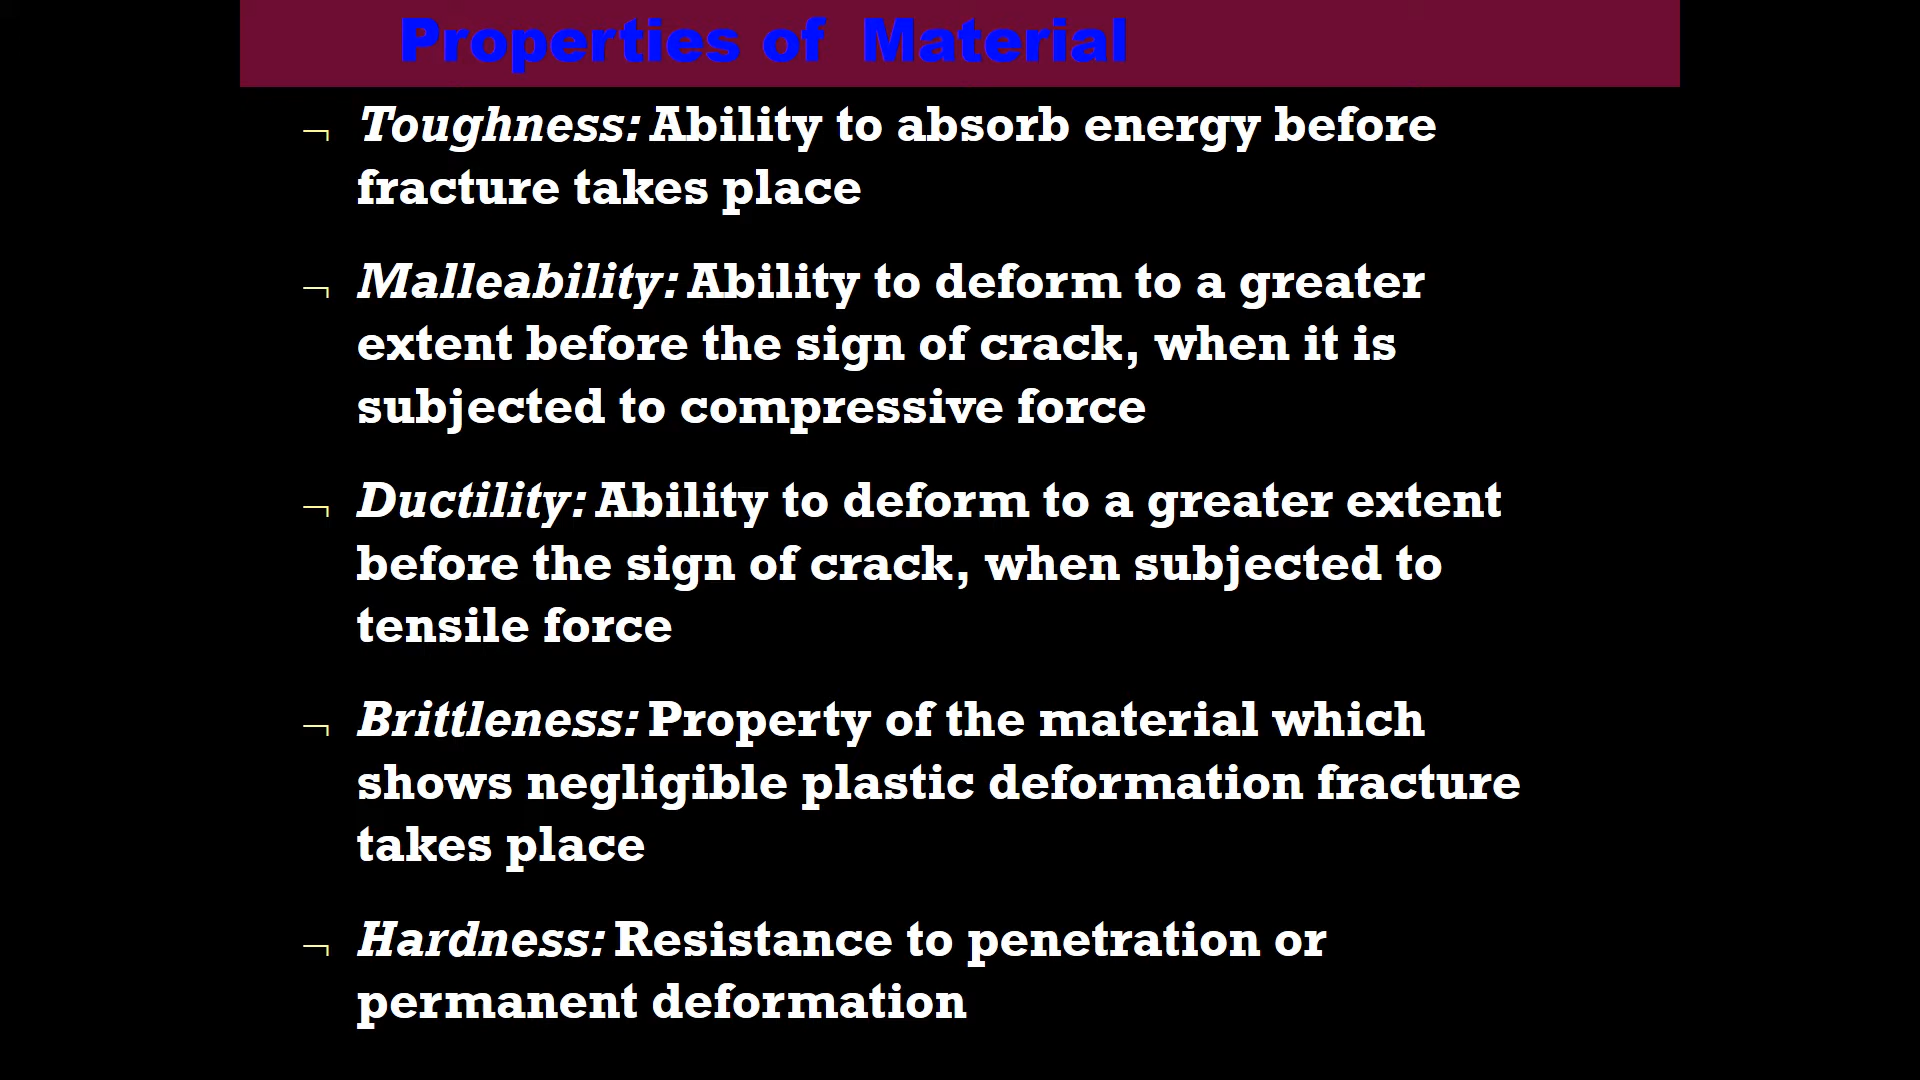 Properties of  Material
¬ Toughness: Ability to absorb energy before
fracture takes place
¬ Malleability: Ability to deform to a greater
extent before the sign of crack, when it is
subjected to compressive force
¬ Ductility: Ability to deform to a greater extent
before the sign of crack, when subjected to
tensile force
¬ Brittleness: Property of the material which
shows negligible plastic deformation fracture
takes place
¬ Hardness: Resistance to penetration or
permanent deformation